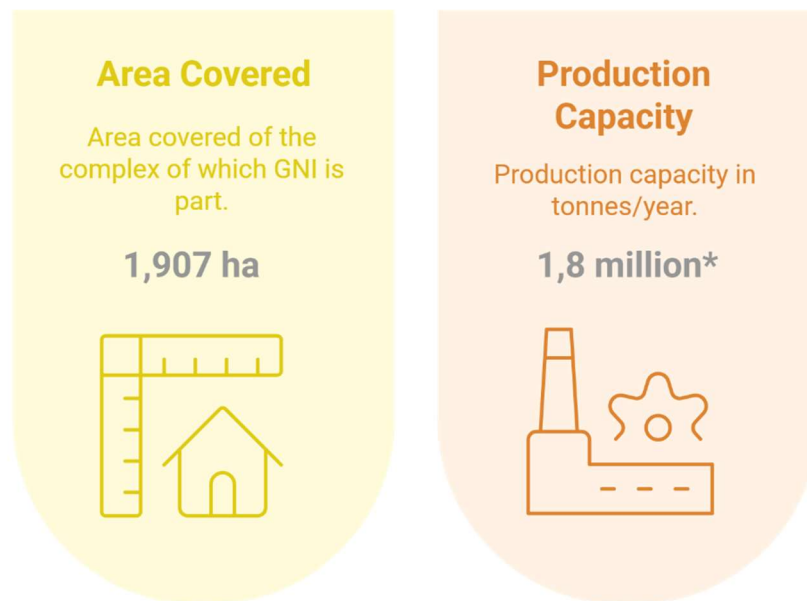 Area Covered
Area covered of the
complex of which GNI is
part.
1,907 ha
Production
Capacity
Production capacity in
tonnes/year.
1,8 million*